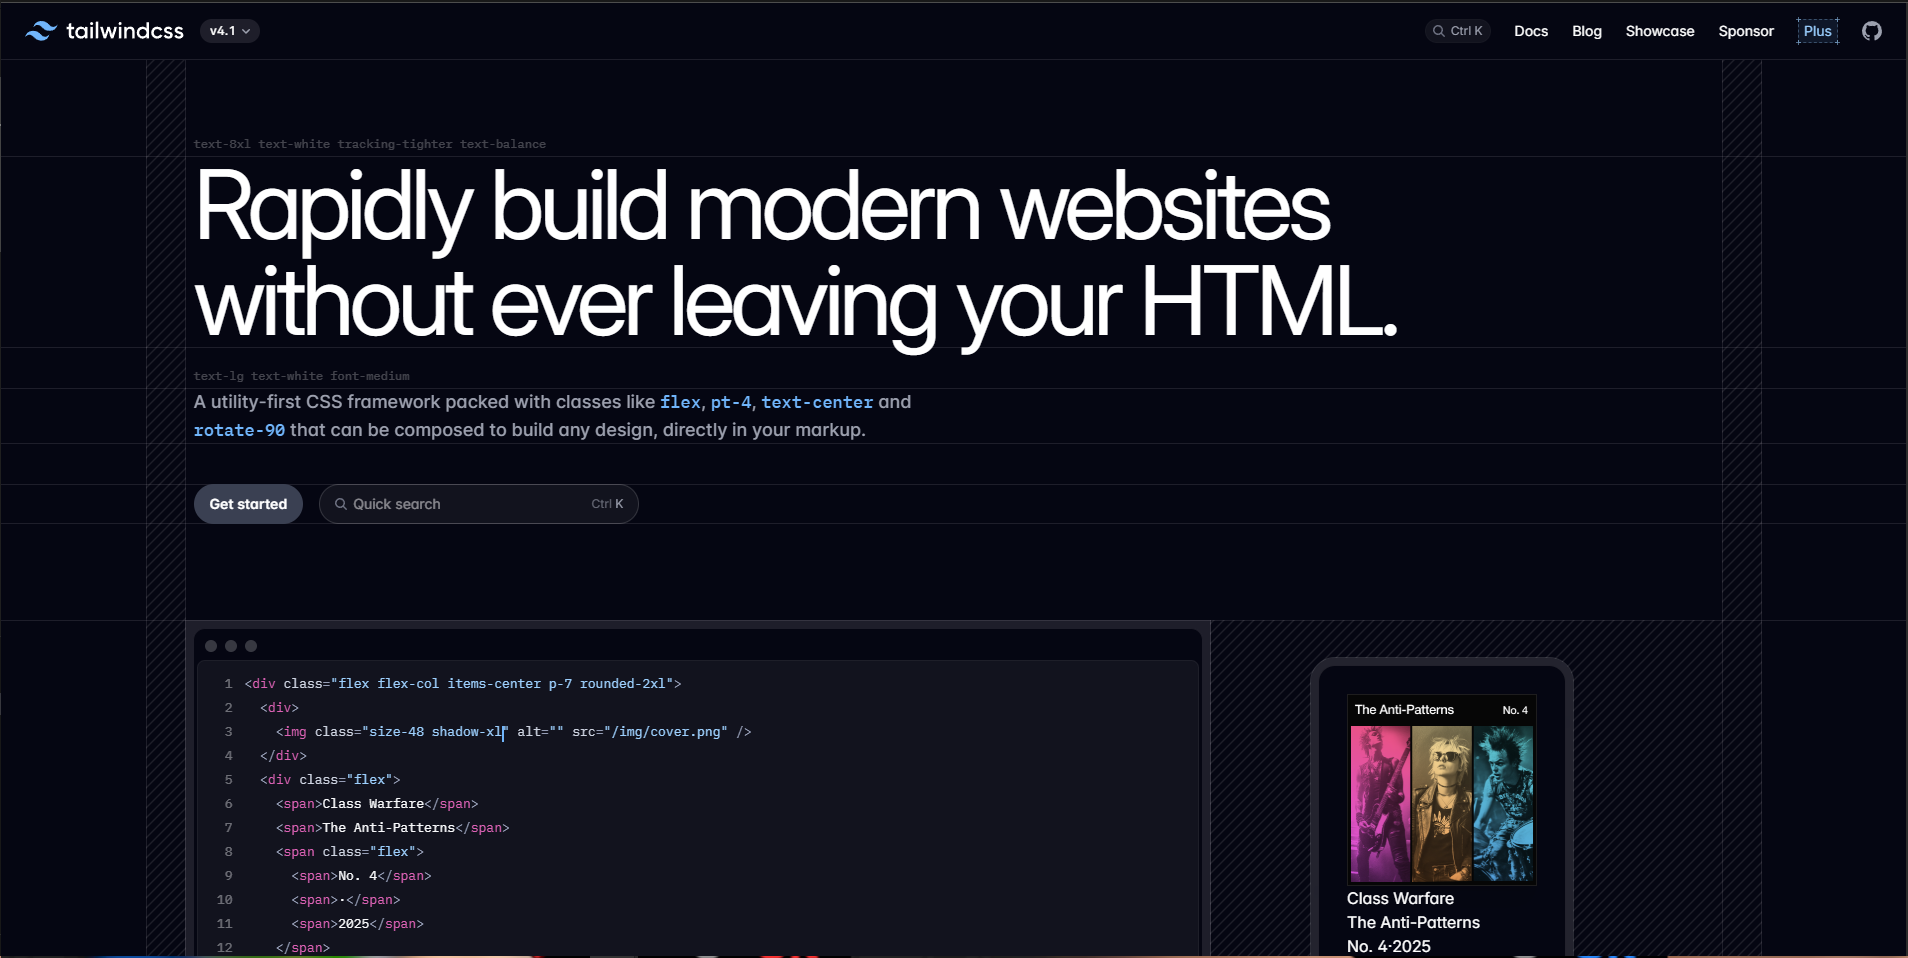 tailwindcss
v4.1
Ctrl K
Docs
Blog
Showcase
Sponsor
Plus
text-8xl text-white tracking-tighter text-balance
Rapidly build modern websites
without ever leaving your HTML.
text-lg text-white font-medium
A utility-first CSS framework packed with classes like flex, pt-4, text-center and
rotate-90 that can be composed to build any design, directly in your markup.
Get started
Quick search
Ctrl K
1 <div class="flex flex-col items-center p-7 rounded-2xl">
2 <div>
3 <img class="size-48 shadow-xl" alt="" src="/img/cover.png" />
4 </div>
5 <div class="flex">
6 <span>Class Warfare</span>
7 <span>The Anti-Patterns</span>
8 <span class="flex">
9 <span>No. 4</span>
10 <span>·</span>
11 <span>2025</span>
12 </span>
The Anti-Patterns
No. 4
Class Warfare
The Anti-Patterns
No. 4·2025